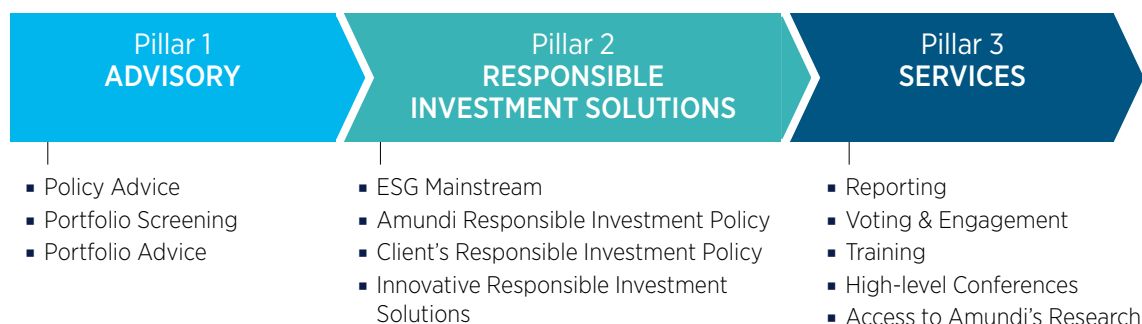 Pillar 1
ADVISORY
Pillar 2
RESPONSIBLE
INVESTMENT SOLUTIONS
Pillar 3
SERVICES
▪ Policy Advice
▪ Portfolio Screening
▪ Portfolio Advice
▪ ESG Mainstream
▪ Amundi Responsible Investment Policy
▪ Client's Responsible Investment Policy
▪ Innovative Responsible Investment
Solutions
▪ Reporting
▪ Voting & Engagement
▪ Training
▪ High-level Conferences
▪ Access to Amundi's Research